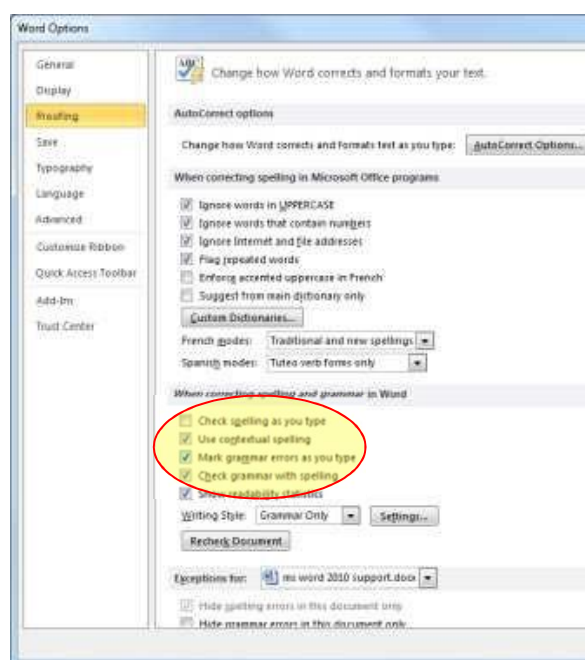 Word Options
General
Display
Proofing
Save
Typography
Language
Advanced
Customize Ribbon
Quick Access Toolbar
Add-Ins
Trust Center
Change how Word corrects and formats your text.
AutoCorrect options
Change how Word corrects and formats text as you type: AutoCorrect Options...
When correcting spelling in Microsoft Office programs
Ignore words in UPPERCASE
Ignore words that contain numbers
Ignore Internet and file addresses
Flag repeated words
Enforce accented uppercase in French
Suggest from main dictionary only
Custom Dictionaries...
French modes: Traditional and new spellings
Spanish modes: Tuteo verb forms only
When correcting spelling and grammar in Word
Check spelling as you type
Use contextual spelling
Mark grammar errors as you type
Check grammar with spelling
Show readability statistics
Writing Style: Grammar Only Settings...
Recheck Document
Exceptions for: ms word 2010 support.docx
Hide spelling errors in this document only
Hide grammar errors in this document only